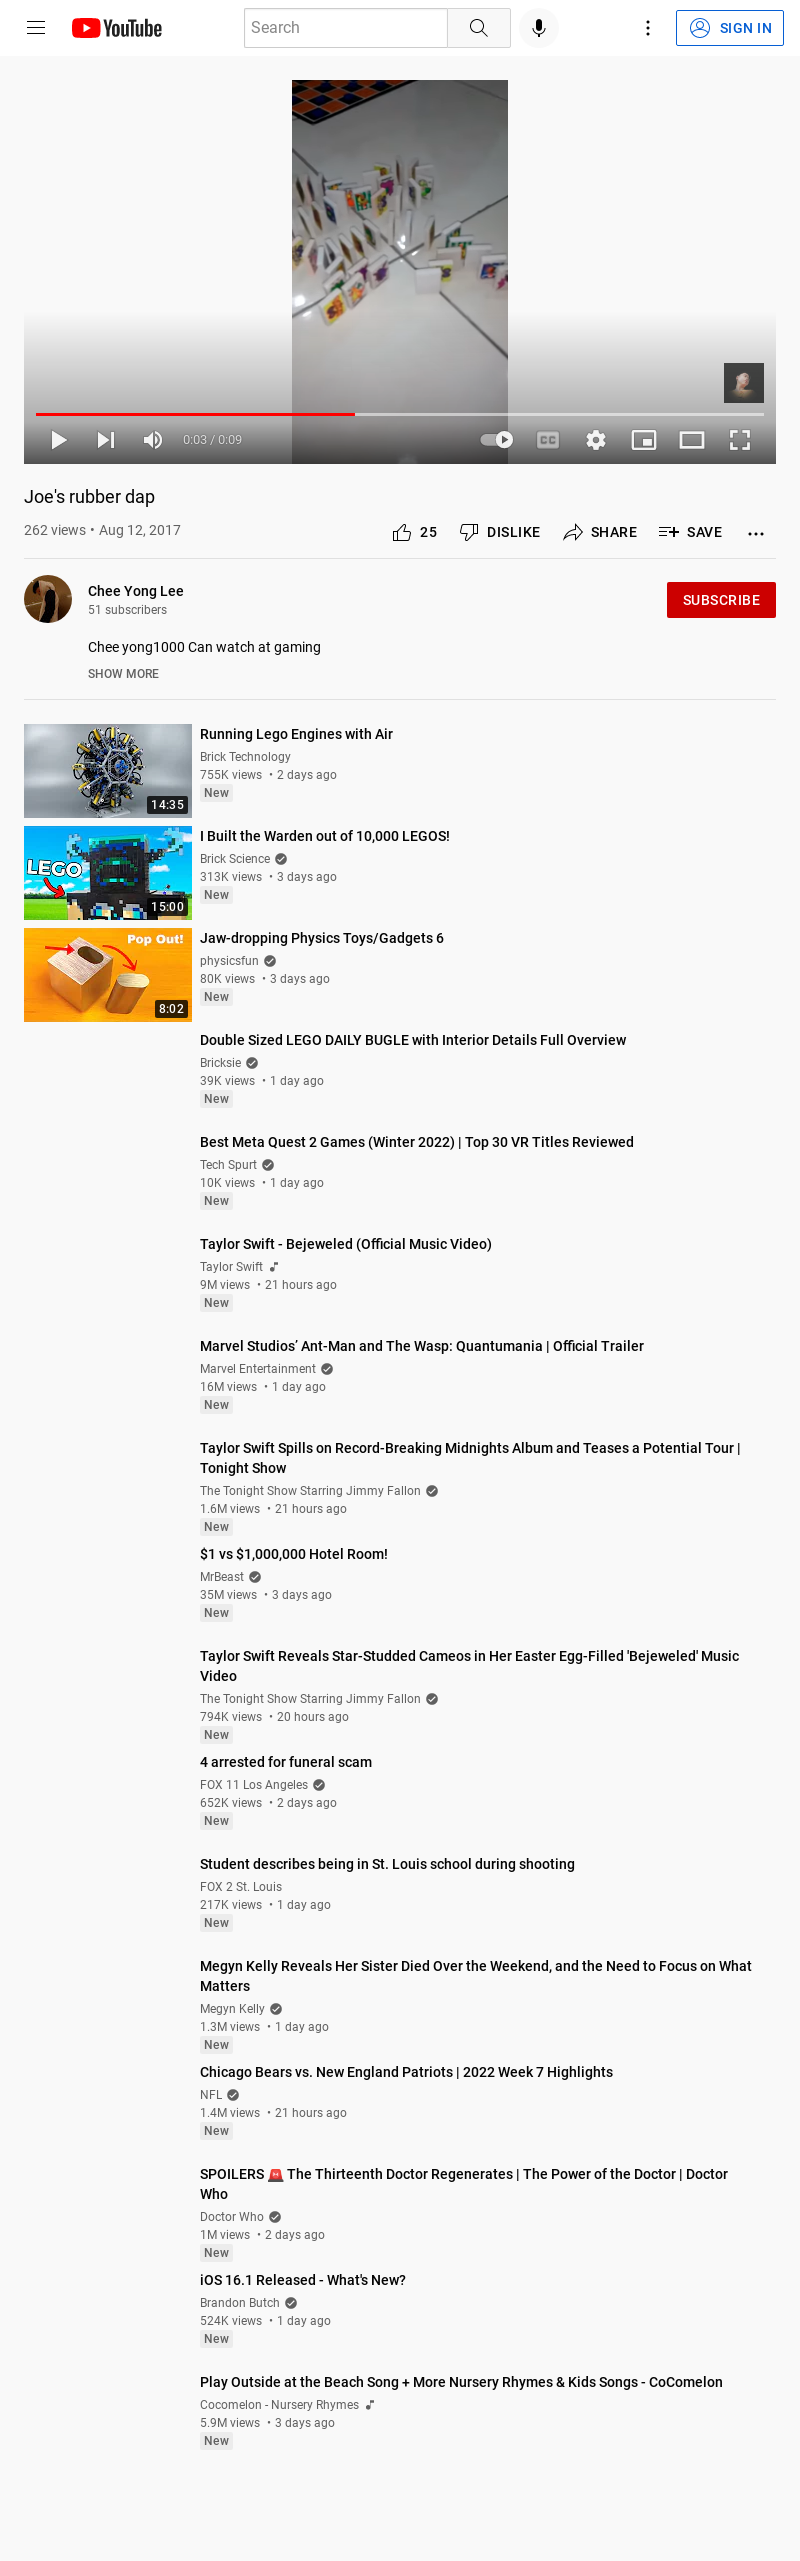 YouTube
Search
SIGN IN
0:03 / 0:09
CC
Joe's rubber dap
262 views • Aug 12, 2017
25
DISLIKE
SHARE
SAVE
Chee Yong Lee
51 subscribers
SUBSCRIBE
Chee yong1000 Can watch at gaming
SHOW MORE
14:35
Running Lego Engines with Air
Brick Technology
755K views • 2 days ago
New
LEGO
15:00
I Built the Warden out of 10,000 LEGOS!
Brick Science
313K views • 3 days ago
New
Pop Out!
8:02
Jaw-dropping Physics Toys/Gadgets 6
physicsfun
80K views • 3 days ago
New
Double Sized LEGO DAILY BUGLE with Interior Details Full Overview
Bricksie
39K views • 1 day ago
New
Best Meta Quest 2 Games (Winter 2022) | Top 30 VR Titles Reviewed
Tech Spurt
10K views • 1 day ago
New
Taylor Swift - Bejeweled (Official Music Video)
Taylor Swift
9M views • 21 hours ago
New
Marvel Studios’ Ant-Man and The Wasp: Quantumania | Official Trailer
Marvel Entertainment
16M views • 1 day ago
New
Taylor Swift Spills on Record-Breaking Midnights Album and Teases a Potential Tour |
Tonight Show
The Tonight Show Starring Jimmy Fallon
1.6M views • 21 hours ago
New
$1 vs $1,000,000 Hotel Room!
MrBeast
35M views • 3 days ago
New
Taylor Swift Reveals Star-Studded Cameos in Her Easter Egg-Filled 'Bejeweled' Music
Video
The Tonight Show Starring Jimmy Fallon
794K views • 20 hours ago
New
4 arrested for funeral scam
FOX 11 Los Angeles
652K views • 2 days ago
New
Student describes being in St. Louis school during shooting
FOX 2 St. Louis
217K views • 1 day ago
New
Megyn Kelly Reveals Her Sister Died Over the Weekend, and the Need to Focus on What
Matters
Megyn Kelly
1.3M views • 1 day ago
New
Chicago Bears vs. New England Patriots | 2022 Week 7 Highlights
NFL
1.4M views • 21 hours ago
New
SPOILERS 🚨 The Thirteenth Doctor Regenerates | The Power of the Doctor | Doctor
Who
Doctor Who
1M views • 2 days ago
New
iOS 16.1 Released - What's New?
Brandon Butch
524K views • 1 day ago
New
Play Outside at the Beach Song + More Nursery Rhymes & Kids Songs - CoComelon
Cocomelon - Nursery Rhymes
5.9M views • 3 days ago
New